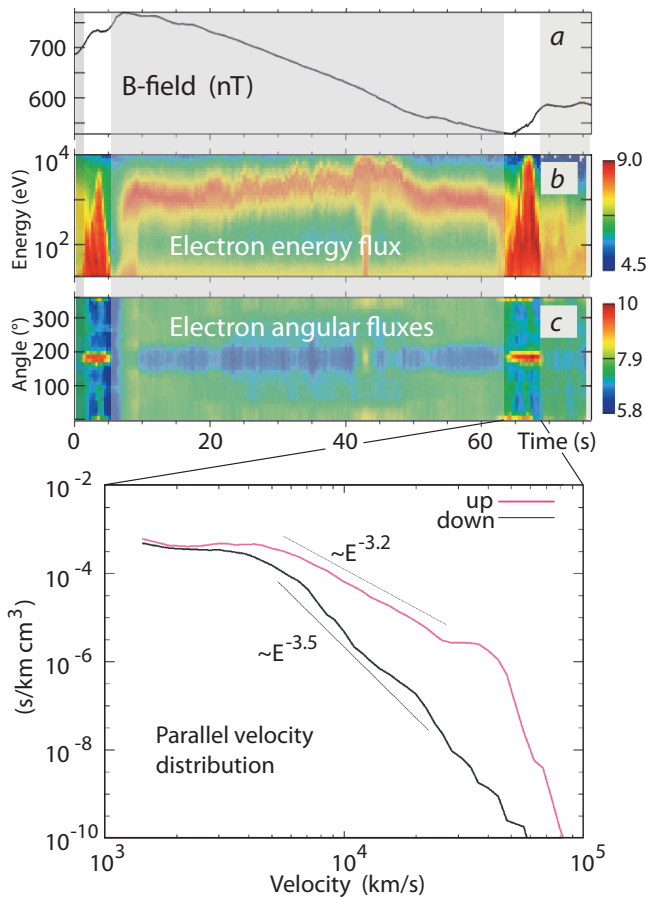 700
600
B-field (nT)
a
10^4
10^2
Energy (eV)
Electron energy flux
b
9.0
4.5
300
200
100
Angle (°)
Electron angular fluxes
c
10
7.9
5.8
0 20 40 60 Time (s)
10^-2
10^-4
10^-6
10^-8
10^-10
(s/km cm^3)
up
down
~E^-3.2
~E^-3.5
Parallel velocity
distribution
10^3 10^4 10^5
Velocity (km/s)